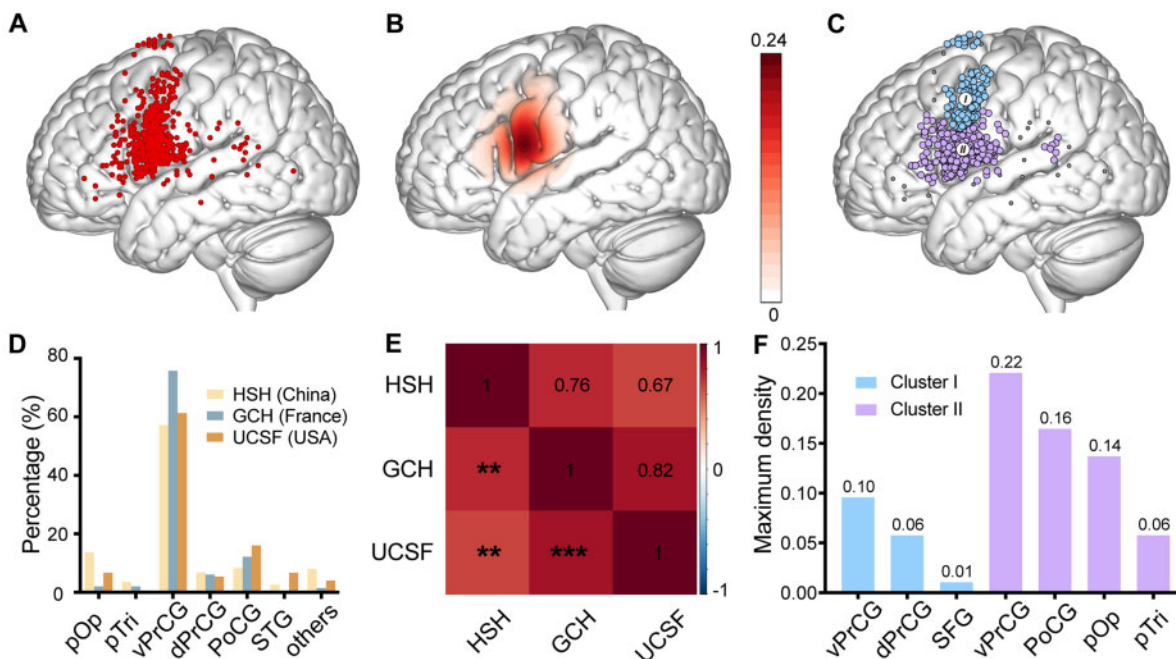 A
B
C
0.24
0
I
II
D
Percentage (%)
80
60
40
20
0
HSH (China)
GCH (France)
UCSF (USA)
pOp
pTri
vPrCG
dPrCG
PoCG
STG
others
E
HSH
1
0.76
0.67
GCH
**
1
0.82
UCSF
**
***
1
HSH
GCH
UCSF
1
0
-1
F
Maximum density
0.25
0.20
0.15
0.10
0.05
0.00
Cluster I
Cluster II
0.10
0.06
0.01
0.22
0.16
0.14
0.06
vPrCG
dPrCG
SFG
vPrCG
PoCG
pOp
pTri